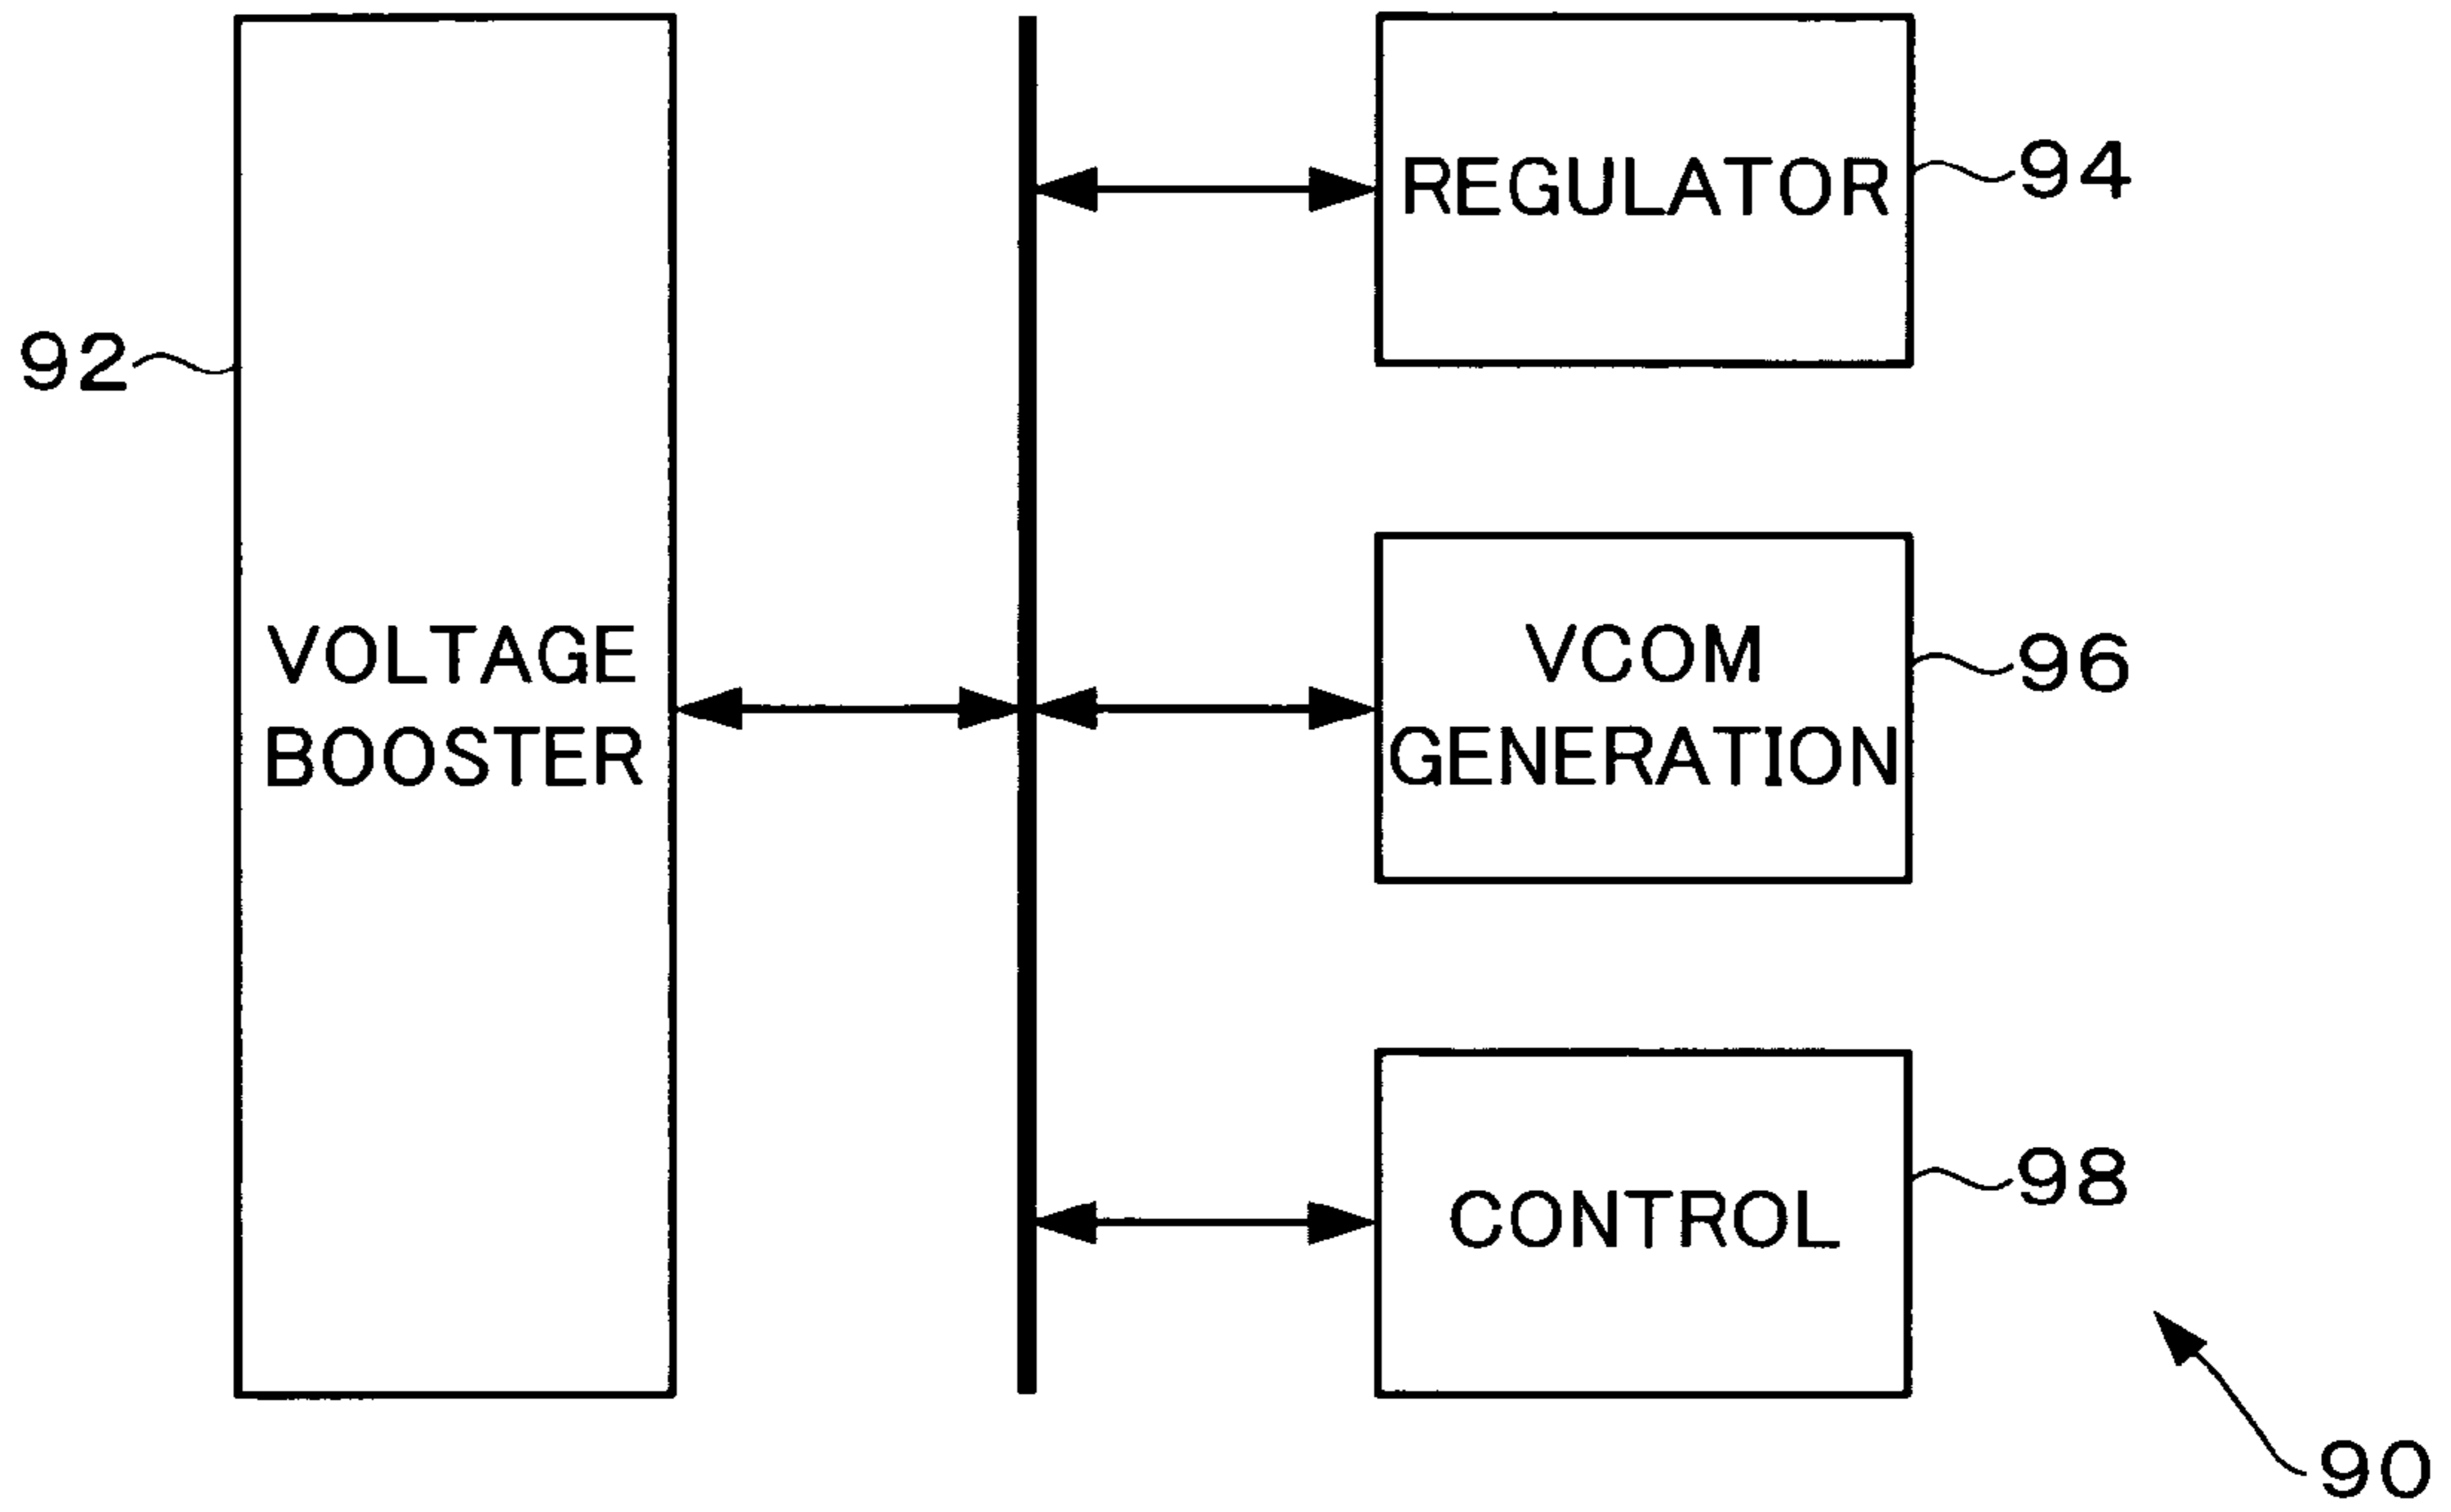 REGULATOR
94
92
VOLTAGE
BOOSTER
VCOM
GENERATION
96
CONTROL
98
90